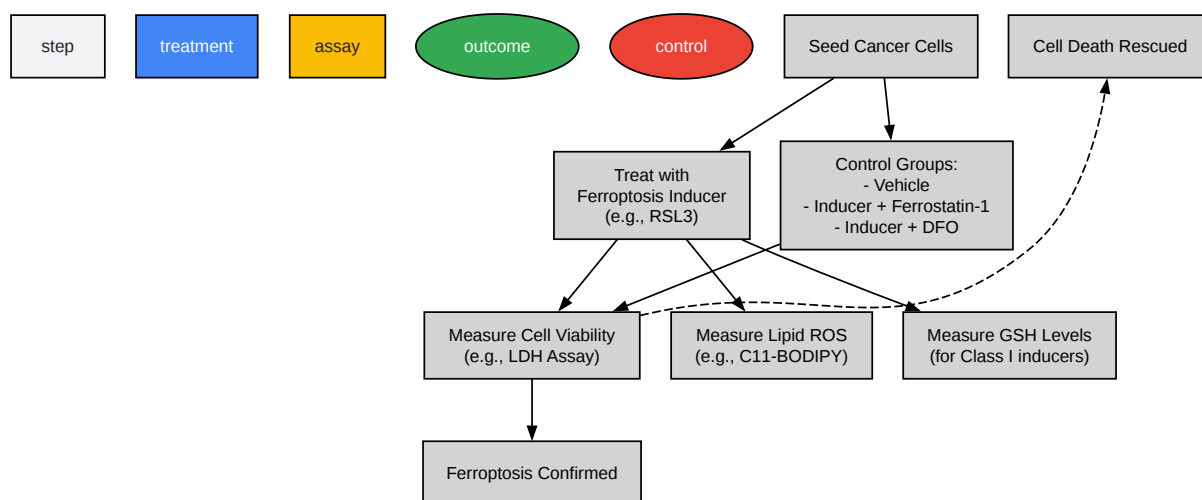 step
treatment
assay
outcome
control
Seed Cancer Cells
Cell Death Rescued
Treat with
Ferroptosis Inducer
(e.g., RSL3)
Control Groups:
- Vehicle
- Inducer + Ferrostatin-1
- Inducer + DFO
Measure Cell Viability
(e.g., LDH Assay)
Measure Lipid ROS
(e.g., C11-BODIPY)
Measure GSH Levels
(for Class I inducers)
Ferroptosis Confirmed